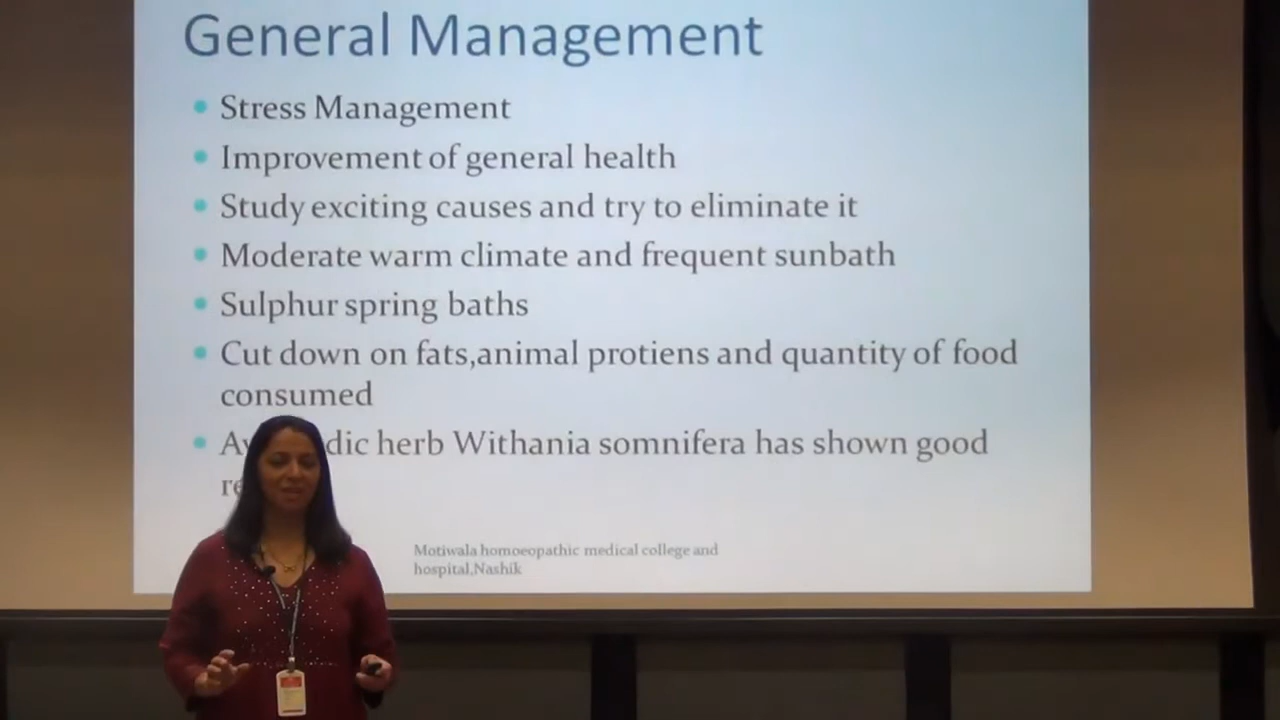 General Management
Stress Management
Improvement of general health
Study exciting causes and try to eliminate it
Moderate warm climate and frequent sunbath
Sulphur spring baths
Cut down on fats,animal protiens and quantity of food
consumed
herb Withania somnifera has shown good
Motiwala homoeopathic medical college and
hospital,Nashik